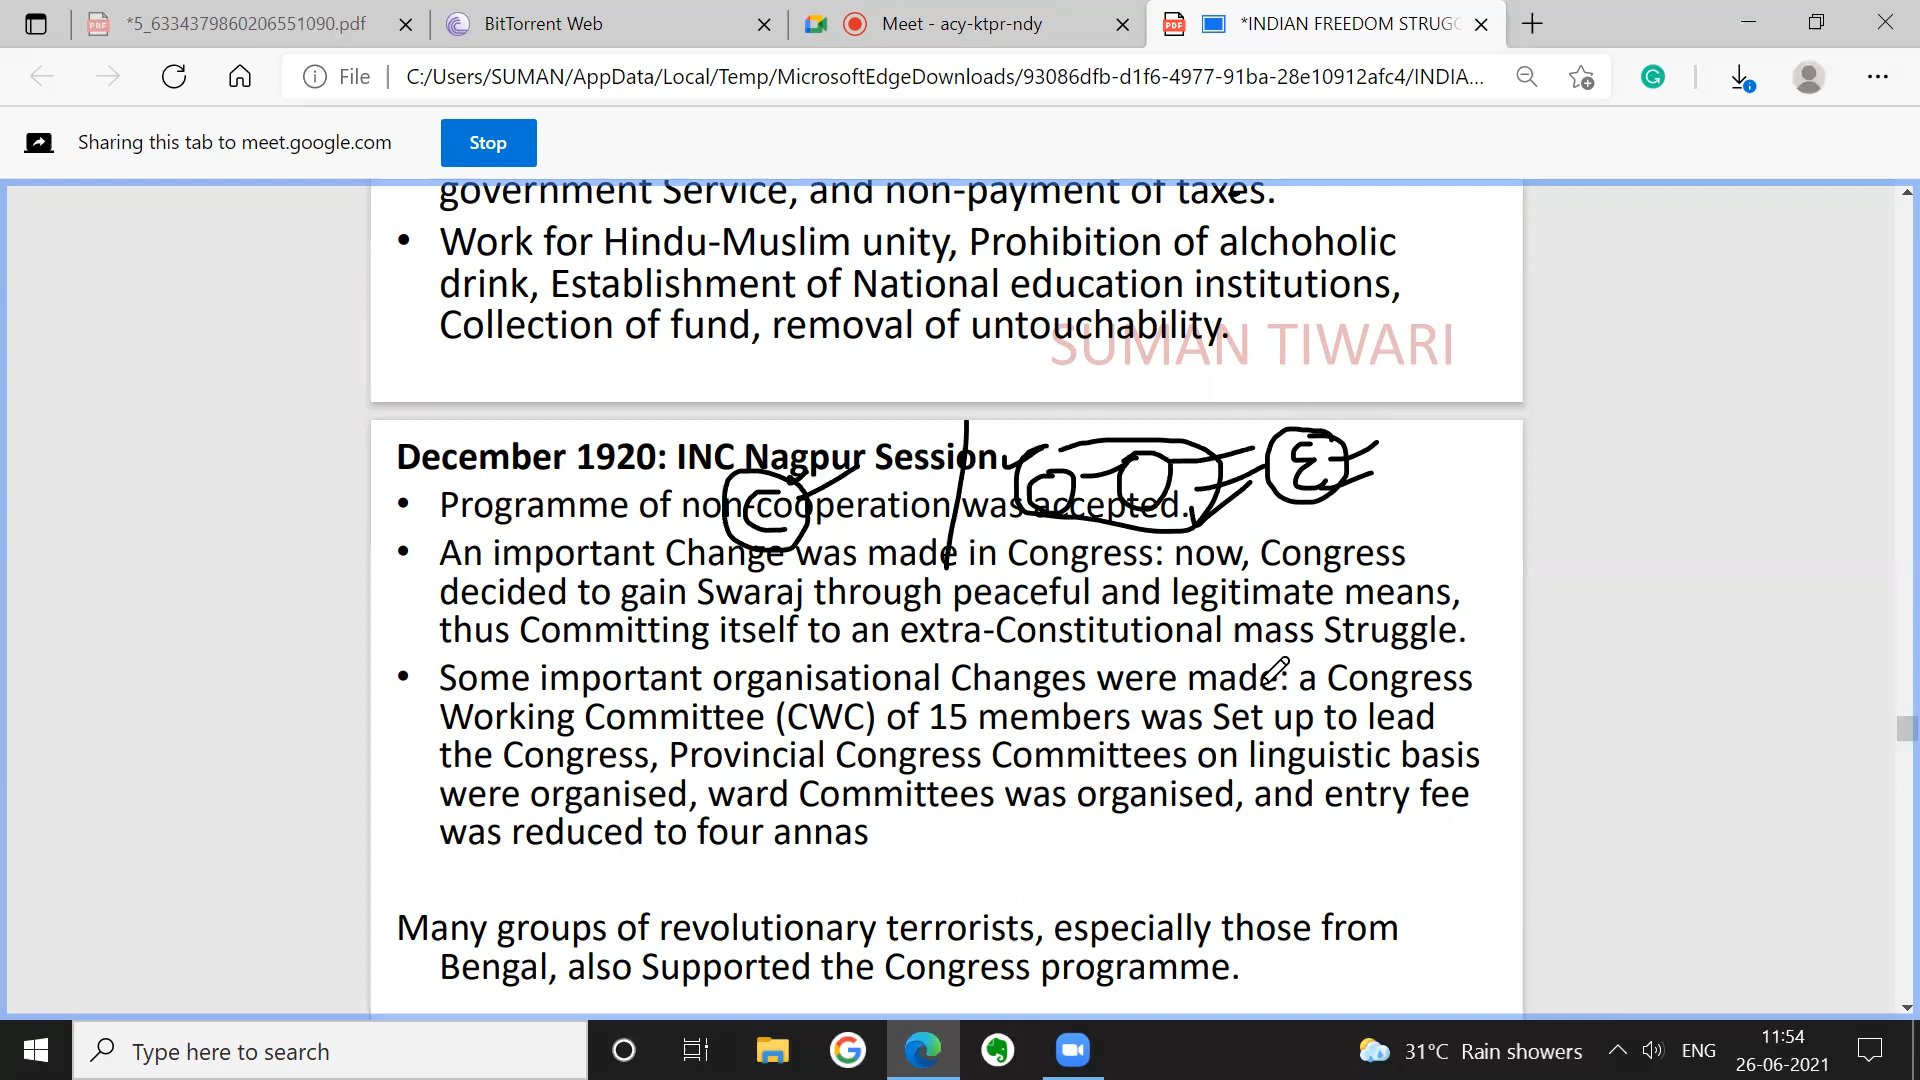 *5_6334379860206551090.pdf
BitTorrent Web
Meet - acy-ktpr-ndy
*INDIAN FREEDOM STRUGG
File
C:/Users/SUMAN/AppData/Local/Temp/MicrosoftEdgeDownloads/93086dfb-d1f6-4977-91ba-28e10912afc4/INDIA...
Sharing this tab to meet.google.com
Stop
government Service, and non-payment of taxes.
• Work for Hindu-Muslim unity, Prohibition of alchoholic
drink, Establishment of National education institutions,
Collection of fund, removal of untouchability.
SUMAN TIWARI
December 1920: INC Nagpur Session
• Programme of non-cooperation was accepted.
• An important Change was made in Congress: now, Congress
decided to gain Swaraj through peaceful and legitimate means,
thus Committing itself to an extra-Constitutional mass Struggle.
• Some important organisational Changes were made: a Congress
Working Committee (CWC) of 15 members was Set up to lead
the Congress, Provincial Congress Committees on linguistic basis
were organised, ward Committees was organised, and entry fee
was reduced to four annas
Many groups of revolutionary terrorists, especially those from
Bengal, also Supported the Congress programme.
Type here to search
31°C Rain showers
ENG
11:54
26-06-2021